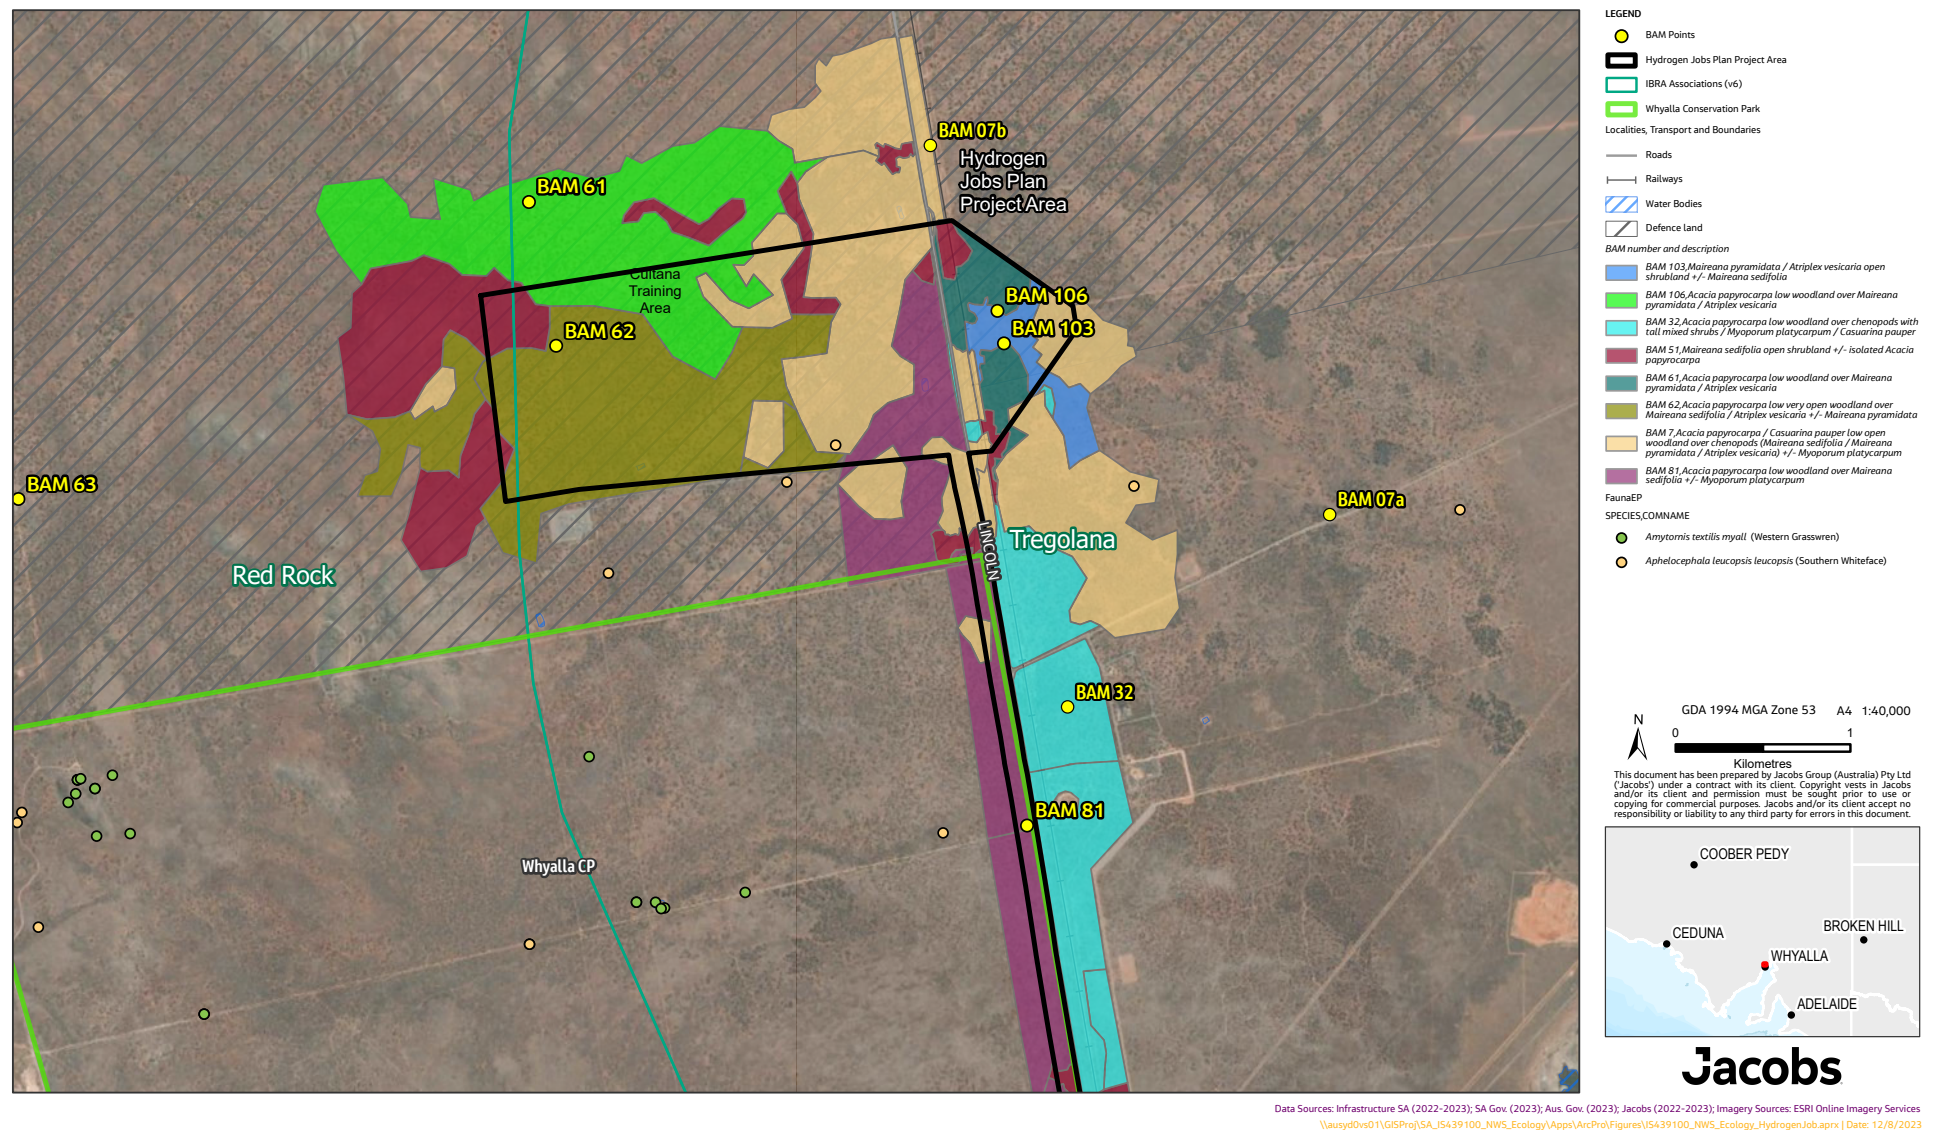 BAM 07b
Hydrogen
Jobs Plan
Project Area
BAM 61
Cultana
Training
Area
BAM 62
BAM 106
BAM 103
BAM 63
BAM 07a
LINCOLN
Tregolana
Red Rock
BAM 32
BAM 81
Whyalla CP
LEGEND
BAM Points
Hydrogen Jobs Plan Project Area
IBRA Associations (v6)
Whyalla Conservation Park
Localities, Transport and Boundaries
Roads
Railways
Water Bodies
Defence land
BAM number and description
BAM 103,Maireana pyramidata / Atriplex vesicaria open
shrubland +/- Maireana sedifolia
BAM 106,Acacia papyrocarpa low woodland over Maireana
pyramidata / Atriplex vesicaria
BAM 32,Acacia papyrocarpa low woodland over chenopods with
tall mixed shrubs / Myoporum platycarpum / Casuarina pauper
BAM 51,Maireana sedifolia open shrubland +/- isolated Acacia
papyrocarpa
BAM 61,Acacia papyrocarpa low woodland over Maireana
pyramidata / Atriplex vesicaria
BAM 62,Acacia papyrocarpa low very open woodland over
Maireana sedifolia / Atriplex vesicaria +/- Maireana pyramidata
BAM 7,Acacia papyrocarpa / Casuarina pauper low open
woodland over chenopods (Maireana sedifolia / Maireana
pyramidata / Atriplex vesicaria) +/- Myoporum platycarpum
BAM 81,Acacia papyrocarpa low woodland over Maireana
sedifolia +/- Myoporum platycarpum
FaunaEP
SPECIES,COMNAME
Amytornis textilis myall (Western Grasswren)
Aphelocephala leucopsis leucopsis (Southern Whiteface)
GDA 1994 MGA Zone 53 A4 1:40,000
N
0 1
Kilometres
This document has been prepared by Jacobs Group (Australia) Pty Ltd
('Jacobs') under a contract with its client. Copyright vests in Jacobs
and/or its client and permission must be sought prior to use or
copying for commercial purposes. Jacobs and/or its client accept no
responsibility or liability to any third party for errors in this document.
COOBER PEDY
CEDUNA
BROKEN HILL
WHYALLA
ADELAIDE
Jacobs
Data Sources: Infrastructure SA (2022-2023); SA Gov. (2023); Aus. Gov. (2023); Jacobs (2022-2023); Imagery Sources: ESRI Online Imagery Services
\\ausyd0vs01\GISProj\SA_IS439100_NWS_Ecology\Apps\ArcPro\Figures\IS439100_NWS_Ecology_HydrogenJob.aprx | Date: 12/8/2023